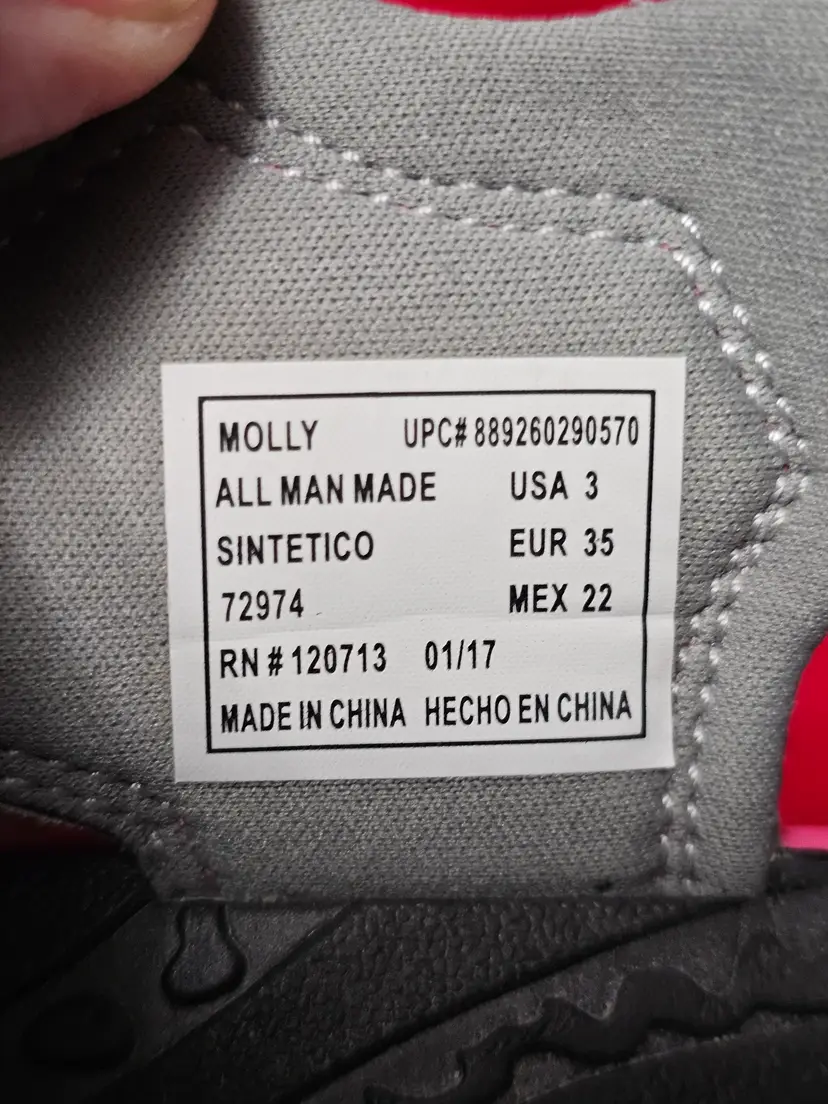 MOLLY UPC# 889260290570
ALL MAN MADE USA 3
SINTETICO EUR 35
72974 MEX 22
RN # 120713 01/17
MADE IN CHINA HECHO EN CHINA